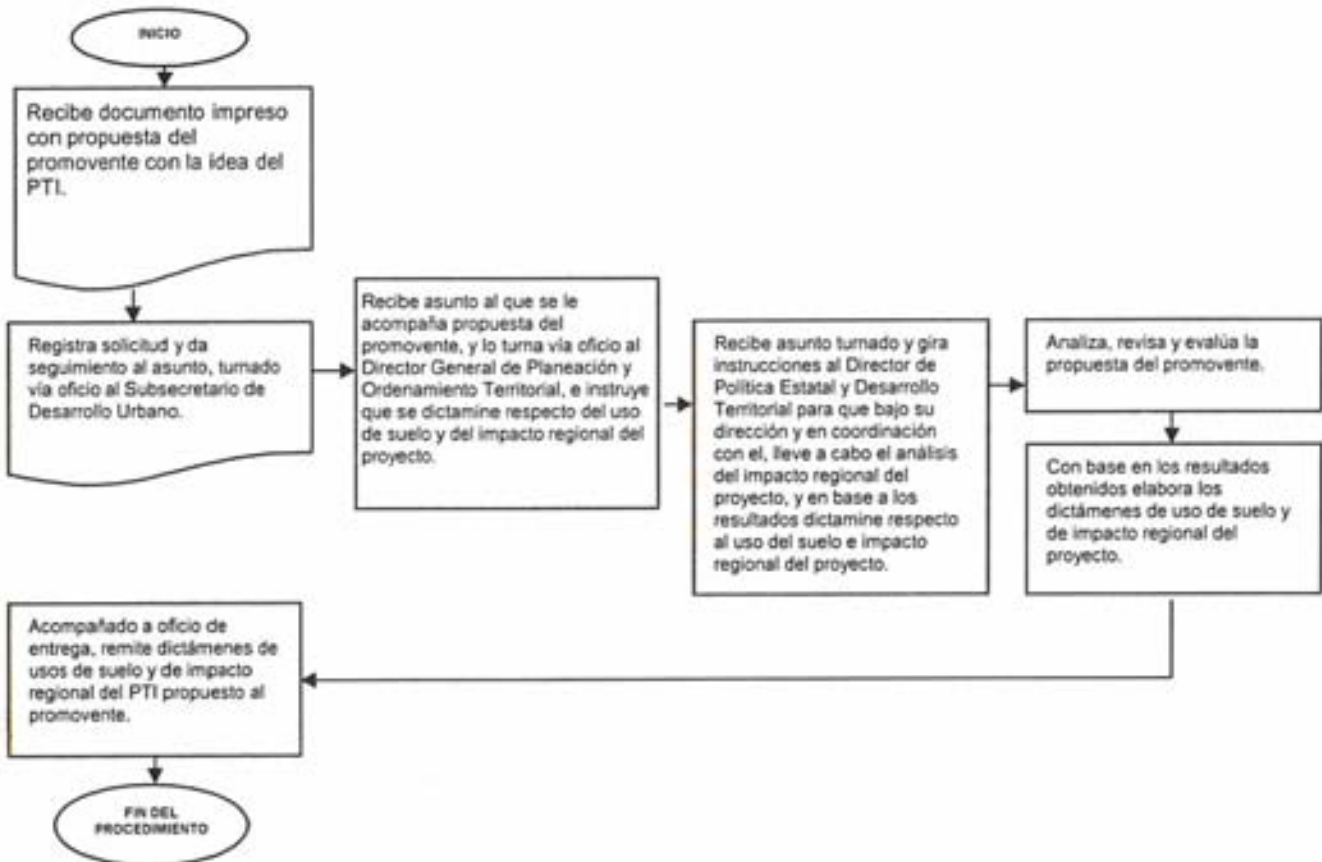 INICIO
Recibe documento impreso
con propuesta del
promovente con la idea del
PTI.
Registra solicitud y da
seguimiento al asunto, turnado
vía oficio al Subsecretario de
Desarrollo Urbano.
Recibe asunto al que se le
acompaña propuesta del
promovente, y lo turna vía oficio al
Director General de Planeación y
Ordenamiento Territorial, e instruye
que se dictamine respecto del uso
de suelo y del impacto regional del
proyecto.
Recibe asunto turnado y gira
instrucciones al Director de
Política Estatal y Desarrollo
Territorial para que bajo su
dirección y en coordinación
con el, lleve a cabo el análisis
del impacto regional del
proyecto, y en base a los
resultados dictamine respecto
al uso del suelo e impacto
regional del proyecto.
Analiza, revisa y evalúa la
propuesta del promovente.
Con base en los resultados
obtenidos elabora los
dictámenes de uso de suelo y
de impacto regional del
proyecto.
Acompañado a oficio de
entrega, remite dictámenes de
usos de suelo y de impacto
regional del PTI propuesto al
promovente.
FIN DEL
PROCEDIMIENTO